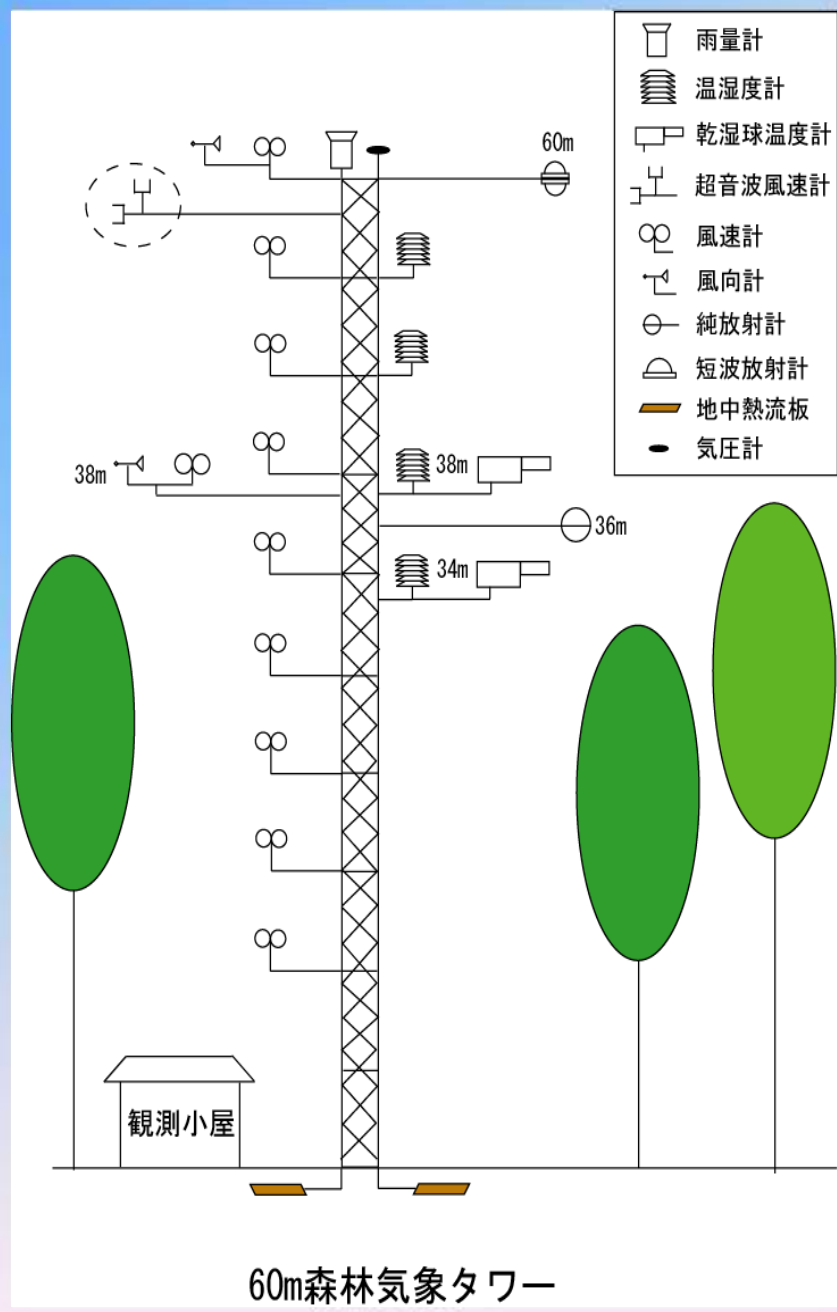 雨量計
温湿度計
乾湿球温度計
超音波風速計
風速計
風向計
純放射計
短波放射計
地中熱流板
気圧計
60m
38m
38m
36m
34m
観測小屋
60m森林気象タワー